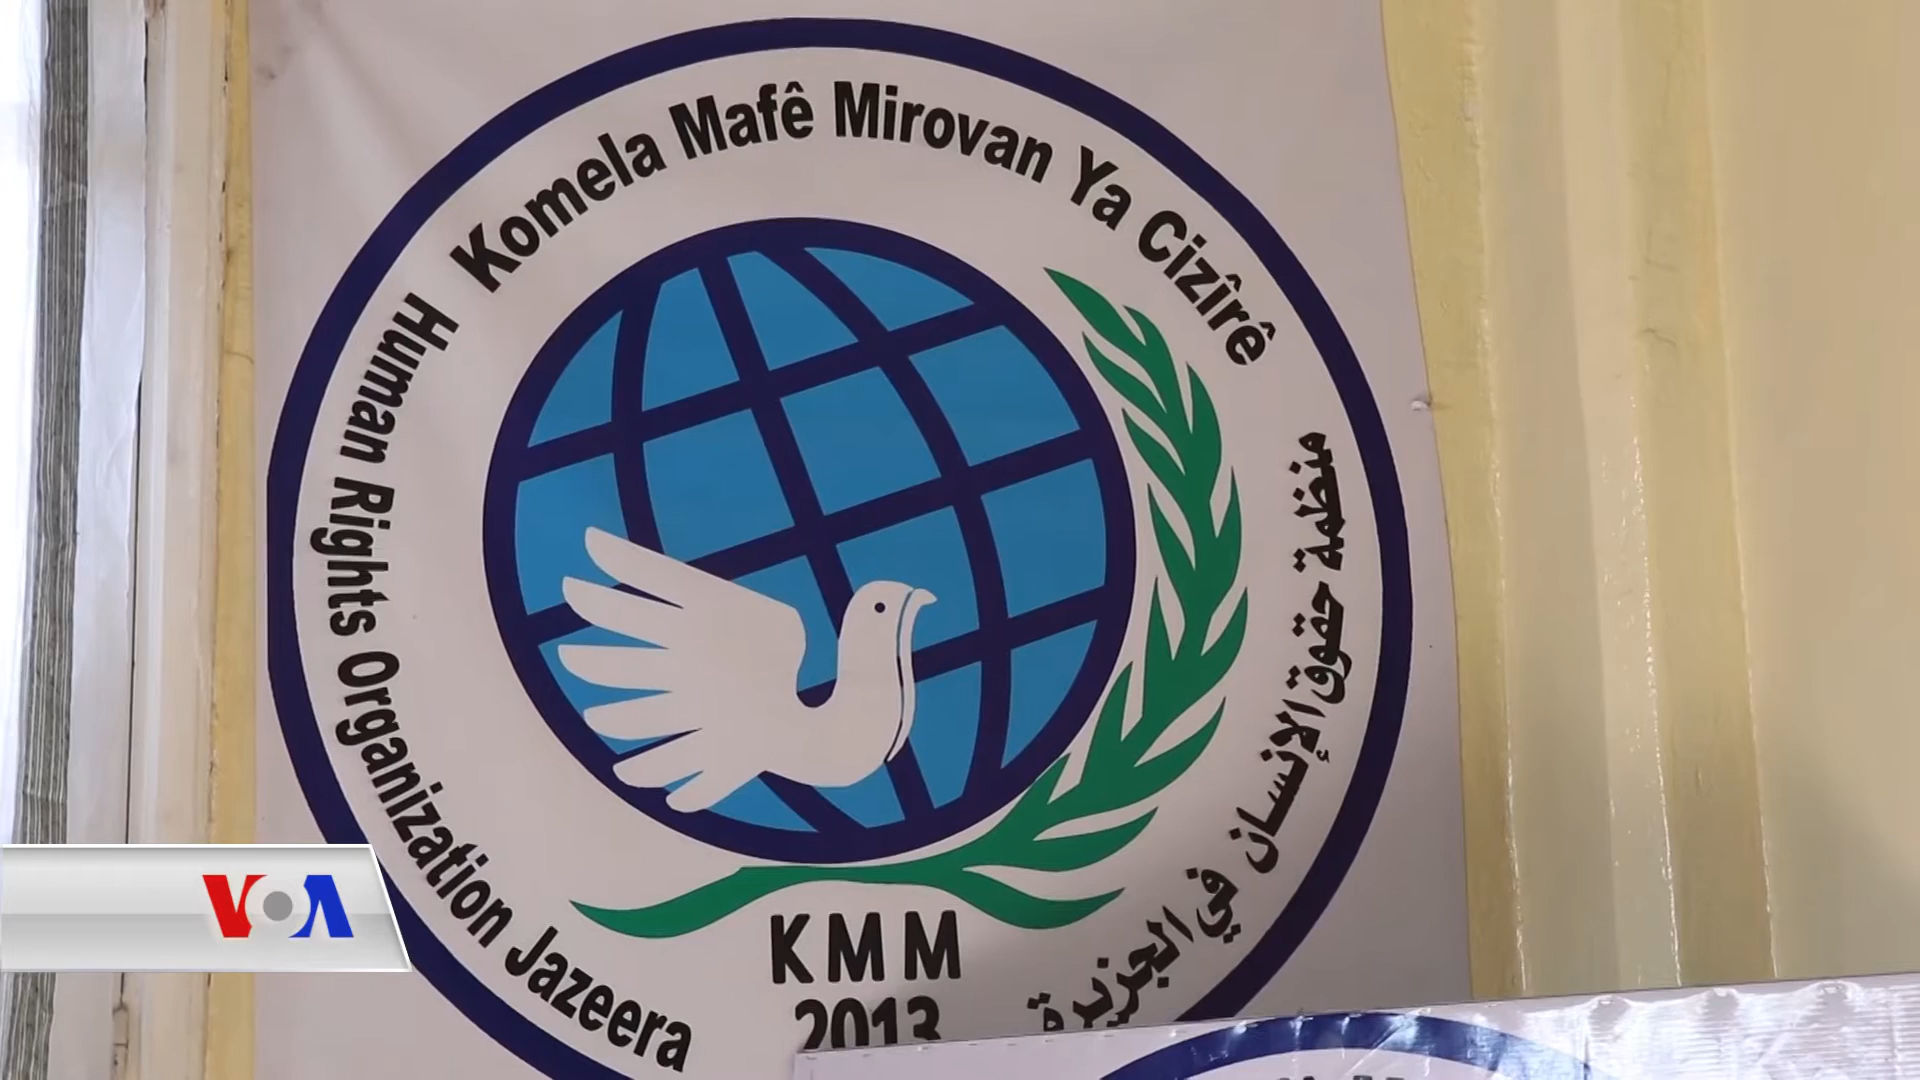 Komela Mafê Mirovan Ya Cizîrê
Human Rights Organization Jazeera
منظمة حقوق الإنسان في الجزيرة
KMM
2013
VOA